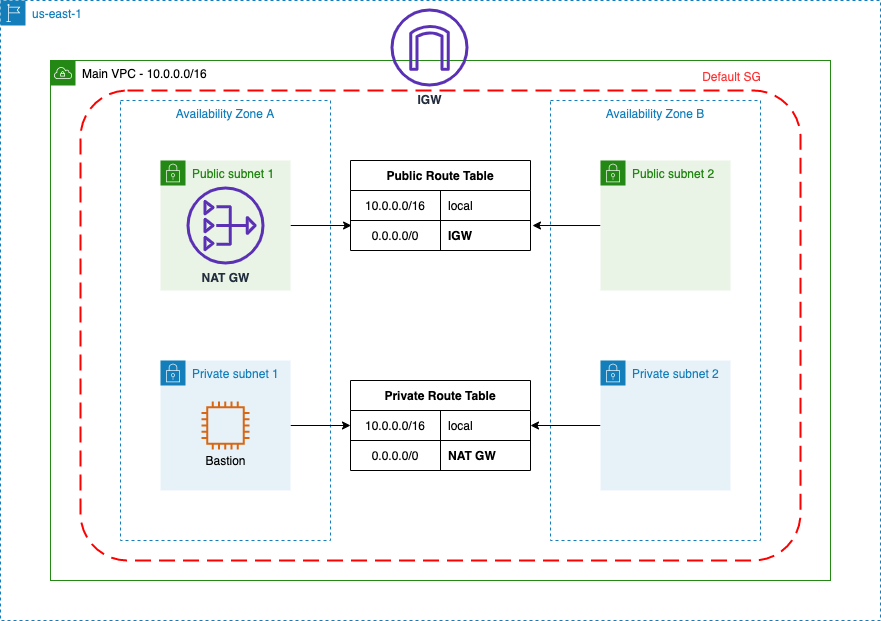 us-east-1
Main VPC - 10.0.0.0/16
Default SG
IGW
Availability Zone A
Availability Zone B
Public subnet 1
NAT GW
Public Route Table
10.0.0.0/16 local
0.0.0.0/0 IGW
Public subnet 2
Private subnet 1
Bastion
Private Route Table
10.0.0.0/16 local
0.0.0.0/0 NAT GW
Private subnet 2